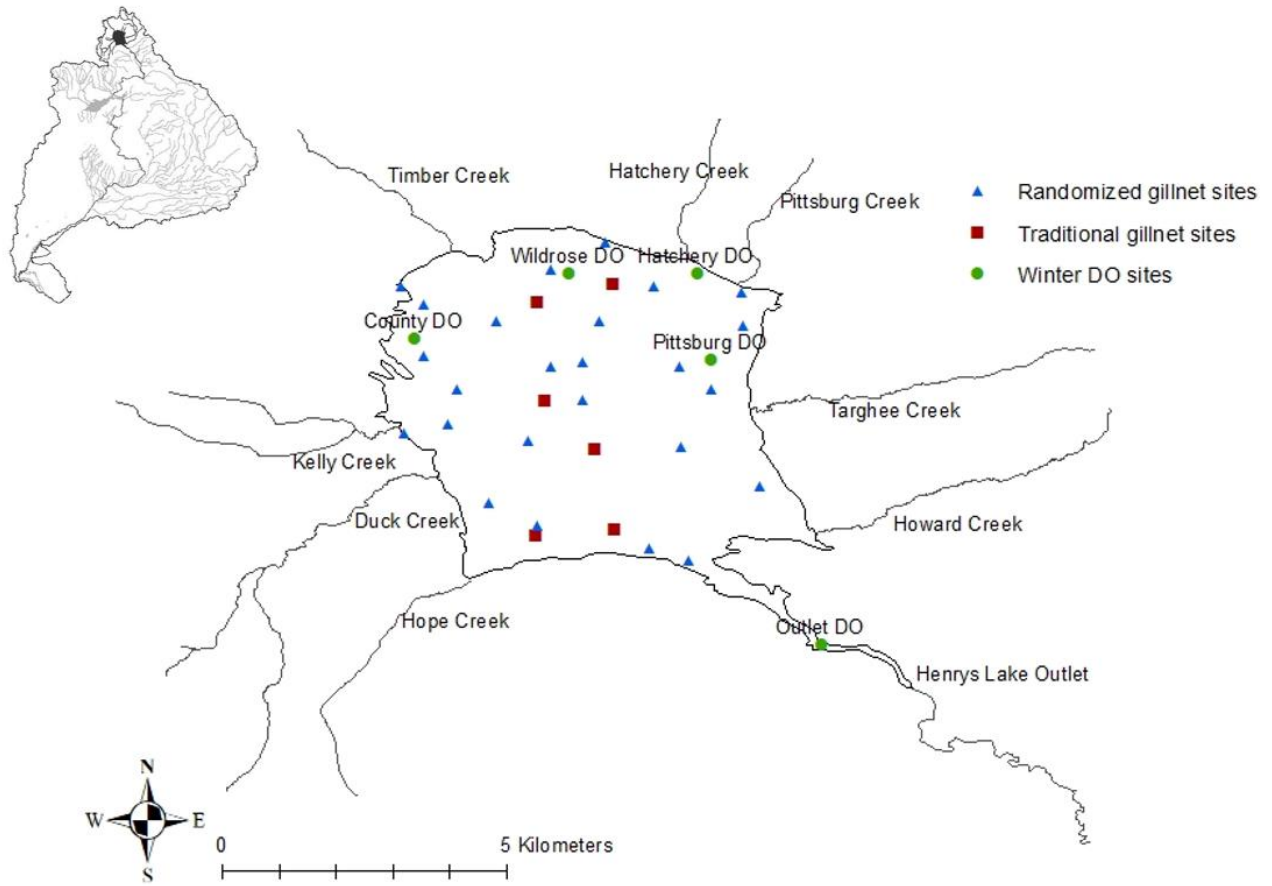 Timber Creek
Hatchery Creek
Pittsburg Creek
Randomized gillnet sites
Traditional gillnet sites
Winter DO sites
Wildrose DO
Hatchery DO
County DO
Pittsburg DO
Targhee Creek
Kelly Creek
Duck Creek
Howard Creek
Hope Creek
Outlet DO
Henrys Lake Outlet
N
W
E
S
0
5 Kilometers